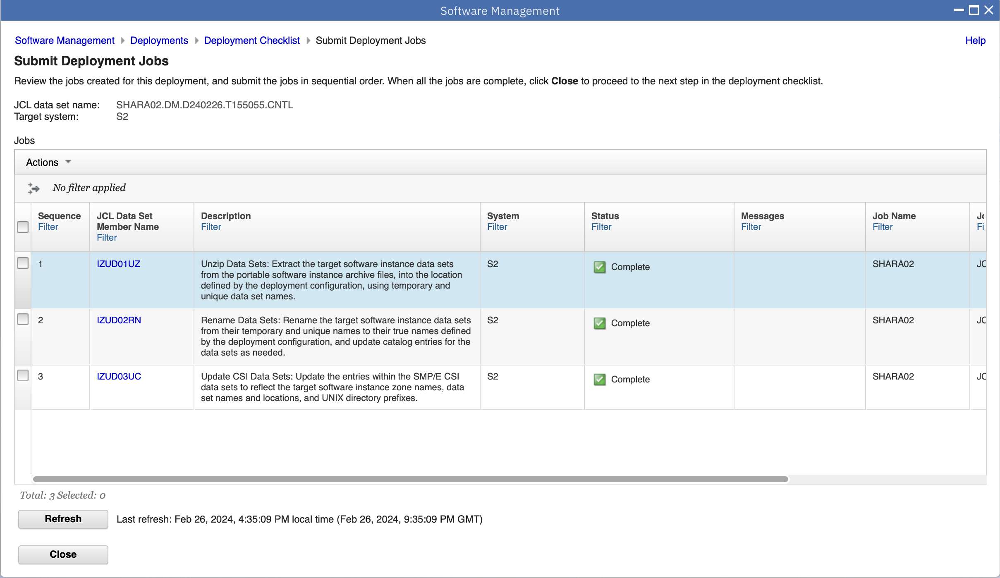 Software Management
Software Management Deployments Deployment Checklist Submit Deployment Jobs Help
Submit Deployment Jobs
Review the jobs created for this deployment, and submit the jobs in sequential order. When all the jobs are complete, click Close to proceed to the next step in the deployment checklist.
JCL data set name: SHARA02.DM.D240226.T155055.CNTL
Target system: S2
Jobs
Actions
No filter applied
Sequence
Filter
JCL Data Set
Member Name
Filter
Description
Filter
System
Filter
Status
Filter
Messages
Filter
Job Name
Filter
1
IZUD01UZ
Unzip Data Sets: Extract the target software instance data sets
from the portable software instance archive files, into the location
defined by the deployment configuration, using temporary and
unique data set names.
S2
Complete
SHARA02
2
IZUD02RN
Rename Data Sets: Rename the target software instance data sets
from their temporary and unique names to their true names defined
by the deployment configuration, and update catalog entries for the
data sets as needed.
S2
Complete
SHARA02
3
IZUD03UC
Update CSI Data Sets: Update the entries within the SMP/E CSI
data sets to reflect the target software instance zone names, data
set names and locations, and UNIX directory prefixes.
S2
Complete
SHARA02
Total: 3 Selected: 0
Refresh Last refresh: Feb 26, 2024, 4:35:09 PM local time (Feb 26, 2024, 9:35:09 PM GMT)
Close